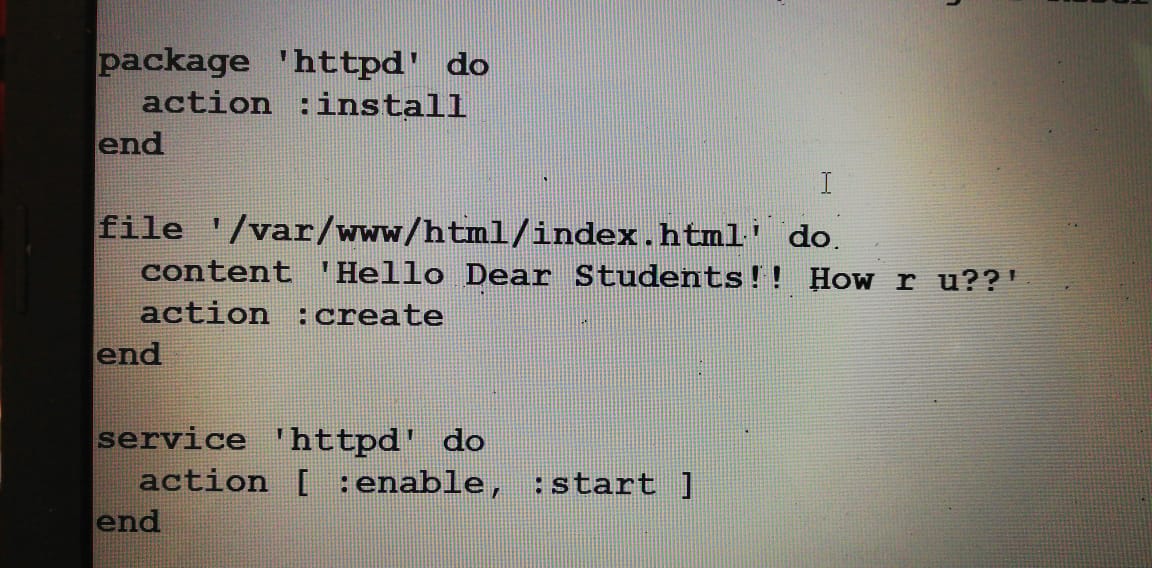 package 'httpd' do
  action :install
end
file '/var/www/html/index.html' do
  content 'Hello Dear Students!! How r u??'
  action :create
end
service 'httpd' do
  action [ :enable, :start ]
end